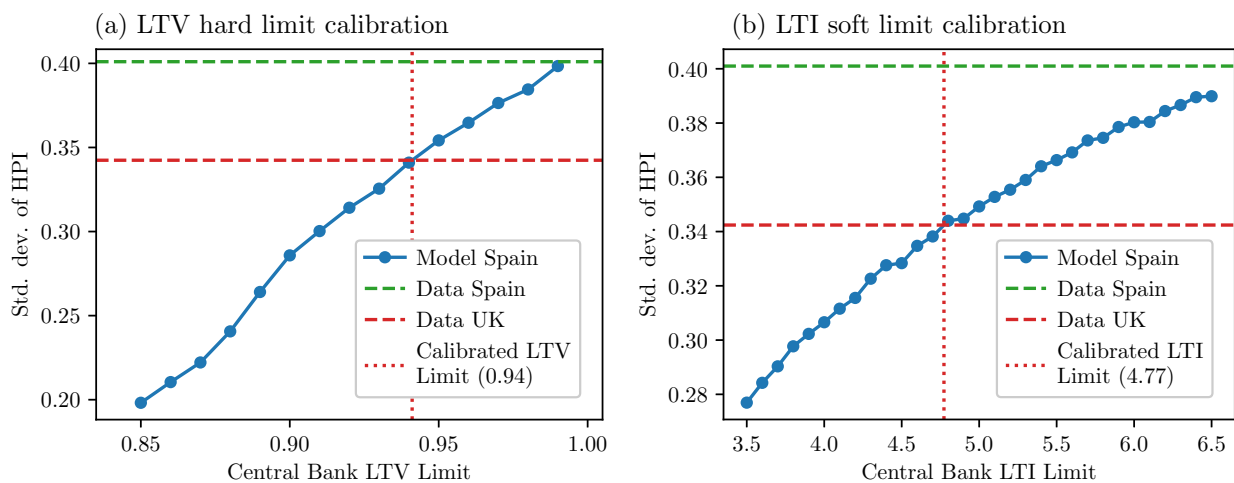 (a) LTV hard limit calibration
0.40
0.35
0.30
0.25
0.20
Std. dev. of HPI
Model Spain
Data Spain
Data UK
Calibrated LTV
Limit (0.94)
0.85
0.90
0.95
1.00
Central Bank LTV Limit
(b) LTI soft limit calibration
0.40
0.38
0.36
0.34
0.32
0.30
0.28
Std. dev. of HPI
Model Spain
Data Spain
Data UK
Calibrated LTI
Limit (4.77)
3.5
4.0
4.5
5.0
5.5
6.0
6.5
Central Bank LTI Limit